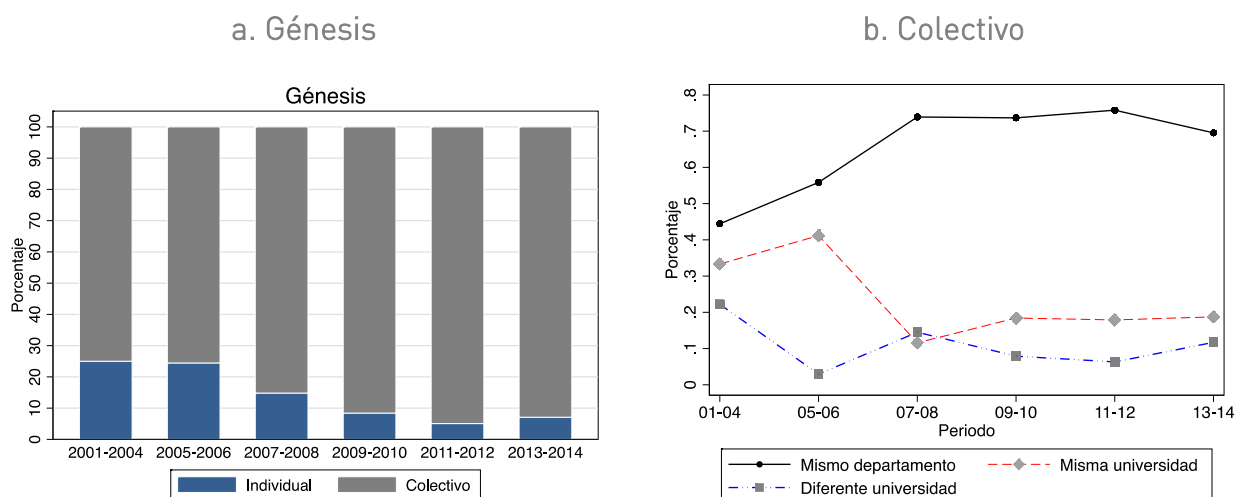 a. Génesis
Génesis
Porcentaje
100
90
80
70
60
50
40
30
20
10
0
2001-2004 2005-2006 2007-2008 2009-2010 2011-2012 2013-2014
Individual Colectivo
b. Colectivo
Porcentaje
.8
.7
.6
.5
.4
.3
.2
.1
0
01-04 05-06 07-08 09-10 11-12 13-14
Periodo
Mismo departamento Misma universidad
Diferente universidad